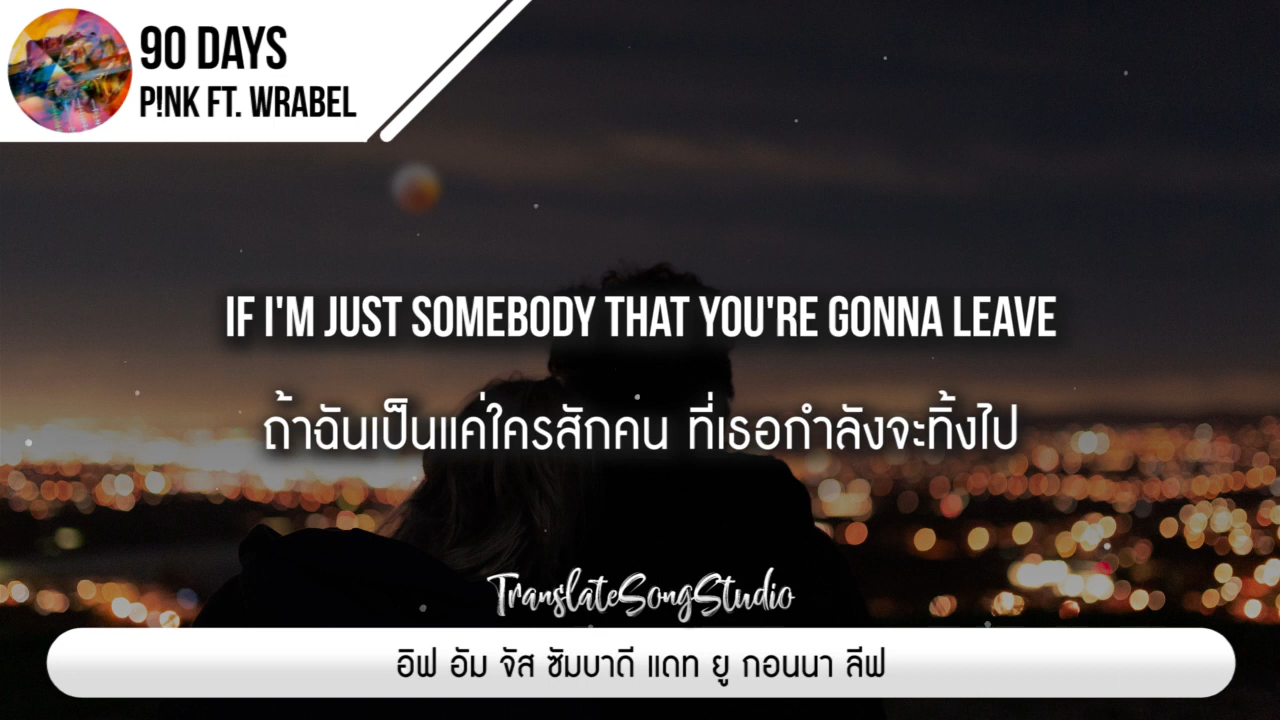 90 DAYS
P!NK FT. WRABEL
IF I'M JUST SOMEBODY THAT YOU'RE GONNA LEAVE
ถ้าฉันเป็นแค่ใครสักคน ที่เธอกำลังจะทิ้งไป
TranslateSongStudio
อิฟ อัม จัส ซัมบาดี แดท ยู กอนนา ลีฟ